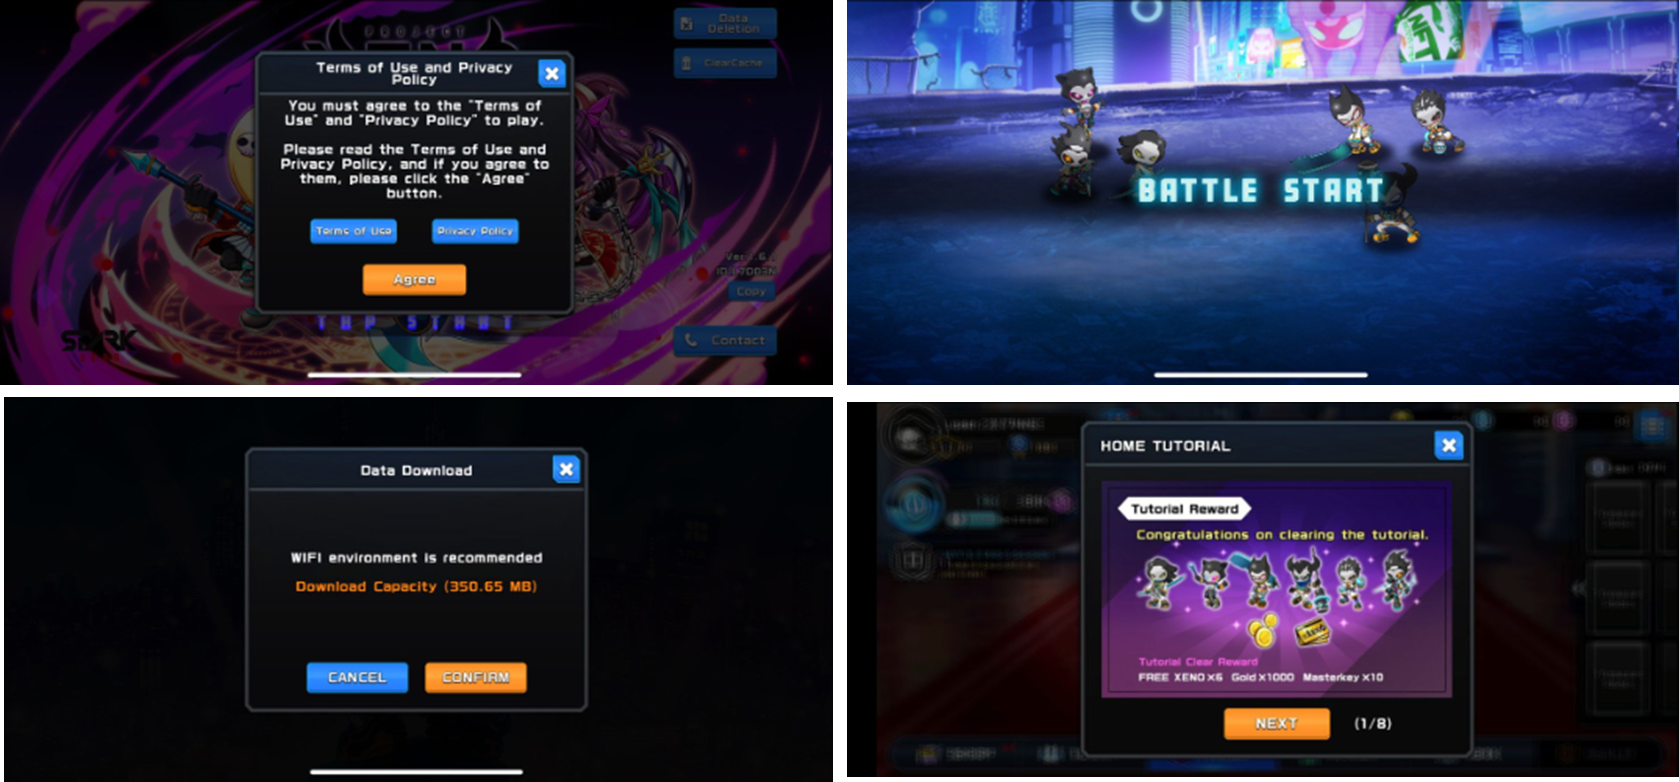 PROJECT
Data
Deletion
ClearCache
Terms of Use and Privacy
Policy
You must agree to the "Terms of
Use" and "Privacy Policy" to play.
Please read the Terms of Use and
Privacy Policy, and if you agree to
them, please click the "Agree"
button.
Terms of Use
Privacy Policy
Agree
TAP START
Copy
Contact
BATTLE START
Data Download
WIFI environment is recommended
Download Capacity (350.65 MB)
CANCEL
CONFIRM
HOME TUTORIAL
Tutorial Reward
Congratulations on clearing the tutorial.
Tutorial Clear Reward
FREE XENO X6 Gold X1000 Masterkey X10
NEXT
(1/8)